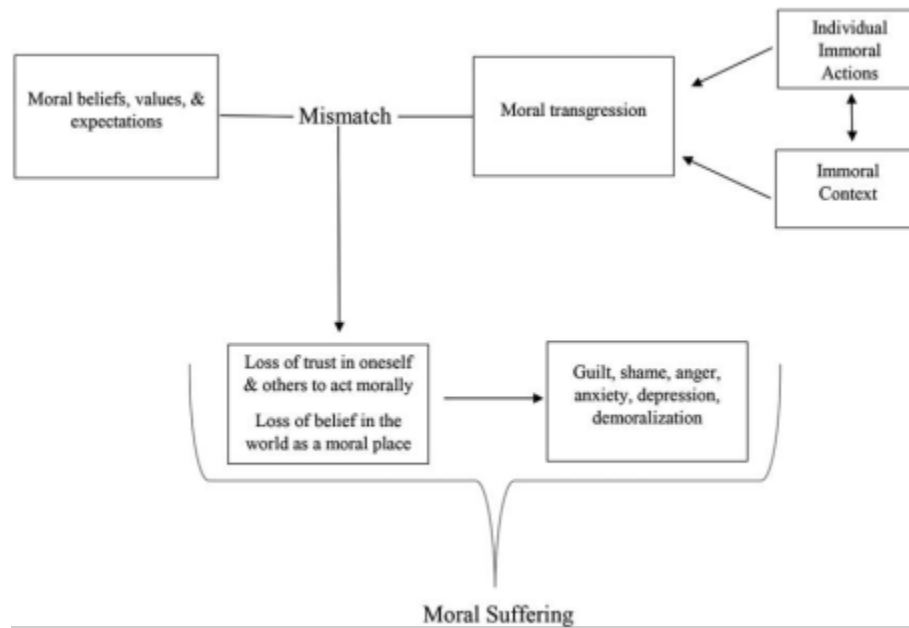 Individual
Immoral
Actions
Moral beliefs, values, &
expectations
Mismatch
Moral transgression
Immoral
Context
Loss of trust in oneself
& others to act morally
Loss of belief in the
world as a moral place
Guilt, shame, anger,
anxiety, depression,
demoralization
Moral Suffering